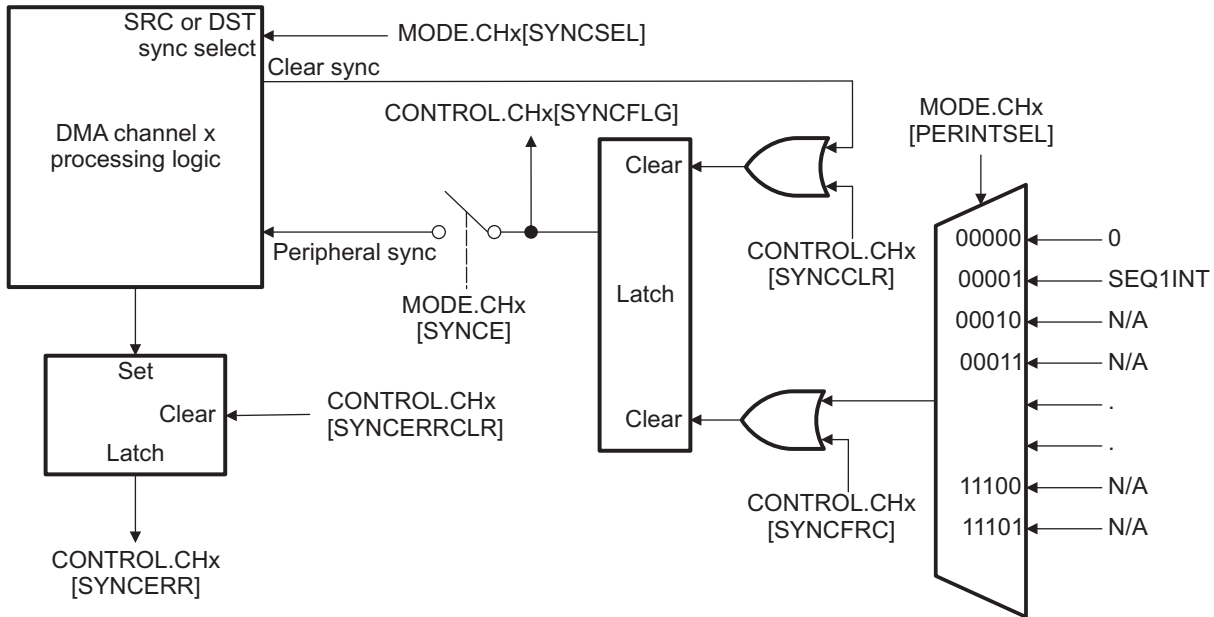 SRC or DST
sync select
MODE.CHx[SYNCSEL]
Clear sync
DMA channel x
processing logic
CONTROL.CHx[SYNCFLG]
MODE.CHx
[PERINTSEL]
Clear
Peripheral sync
CONTROL.CHx
[SYNCCLR]
MODE.CHx
[SYNCE]
Latch
00000
0
00001
SEQ1INT
00010
N/A
00011
N/A
.
.
11100
N/A
11101
N/A
Set
Clear
Latch
CONTROL.CHx
[SYNCERRCLR]
Clear
CONTROL.CHx
[SYNCFRC]
CONTROL.CHx
[SYNCERR]